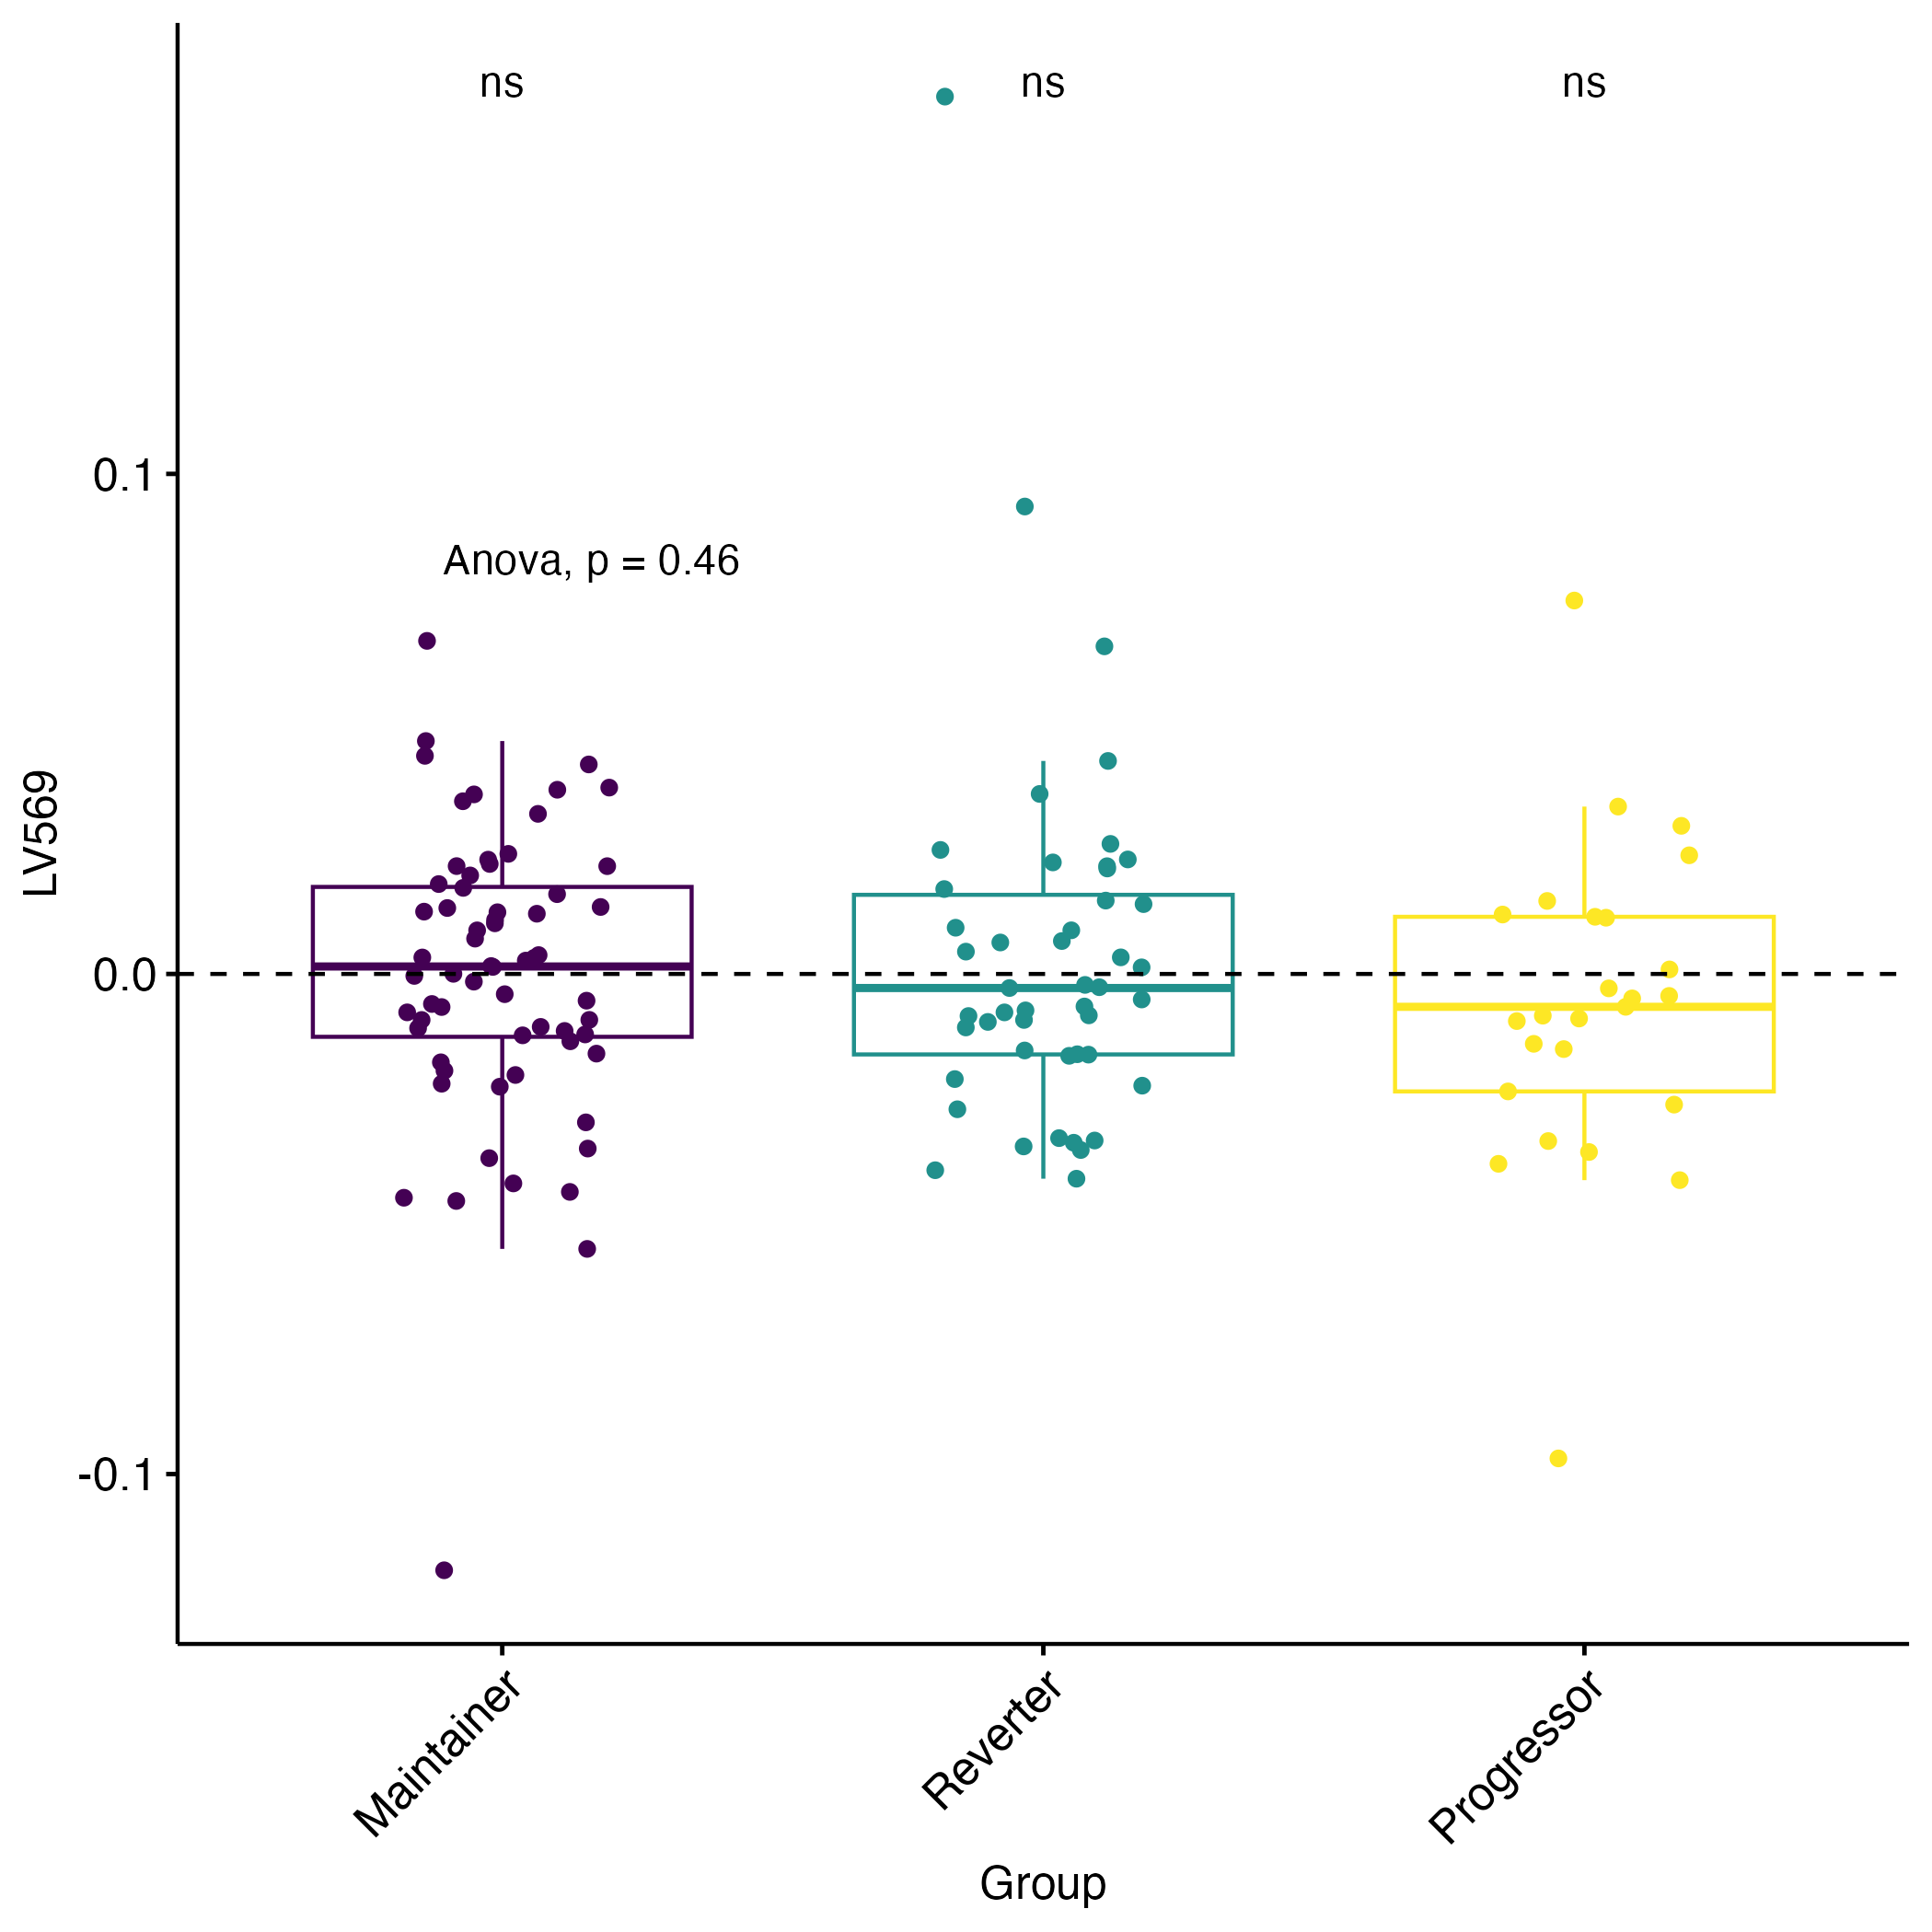 ns ns ns
0.1
Anova, p = 0.46
LV569
0.0
-0.1
Maintainer Reverter Progressor
Group